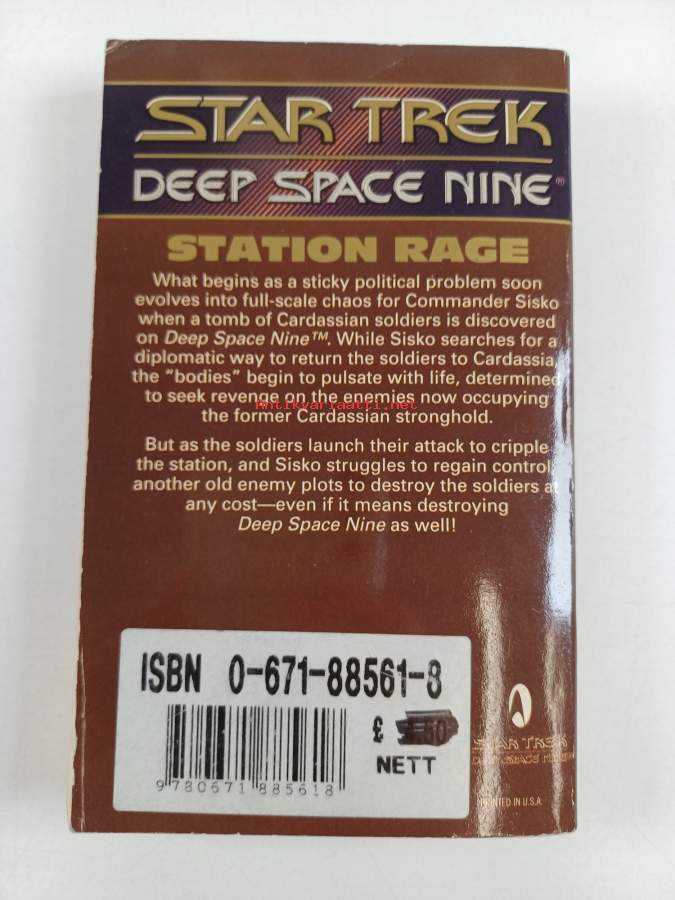 STAR TREK
DEEP SPACE NINE®
STATION RAGE
What begins as a sticky political problem soon
evolves into full-scale chaos for Commander Sisko
when a tomb of Cardassian soldiers is discovered
on Deep Space Nine™. While Sisko searches for a
diplomatic way to return the soldiers to Cardassia,
the "bodies" begin to pulsate with life, determined
to seek revenge on the enemies now occupying
Antikvariaatti.net
the former Cardassian stronghold.
But as the soldiers launch their attack to cripple
the station, and Sisko struggles to regain control,
another old enemy plots to destroy the soldiers at
any cost—even if it means destroying
Deep Space Nine as well!
ISBN 0-671-88561-8
£
NETT
9 780671 885618
STAR TREK
DEEP SPACE NINE
PRINTED IN U.S.A.